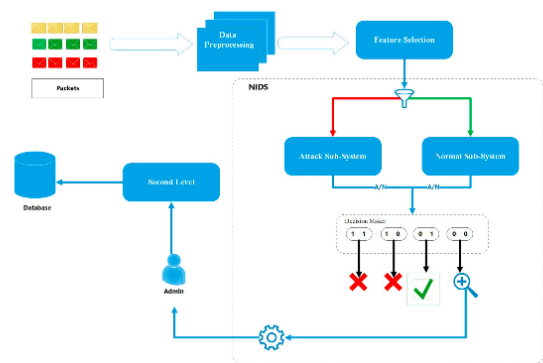 Packets
Data
Preprocessing
Feature Selection
NIDS
Attack Sub-System
Normal Sub-System
A/N
A/N
Decision Maker
1 1
1 0
0 1
0 0
Second Level
Database
Admin